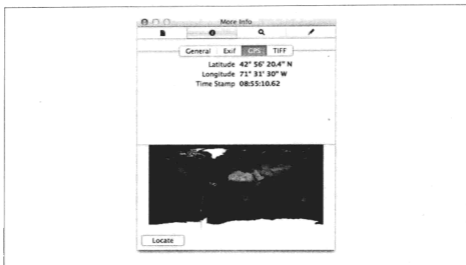 More Info
General Exif GPS TIFF
Latitude 42° 56' 20.4" N
Longitude 71° 31' 30" W
Time Stamp 08:55:10.62
Locate